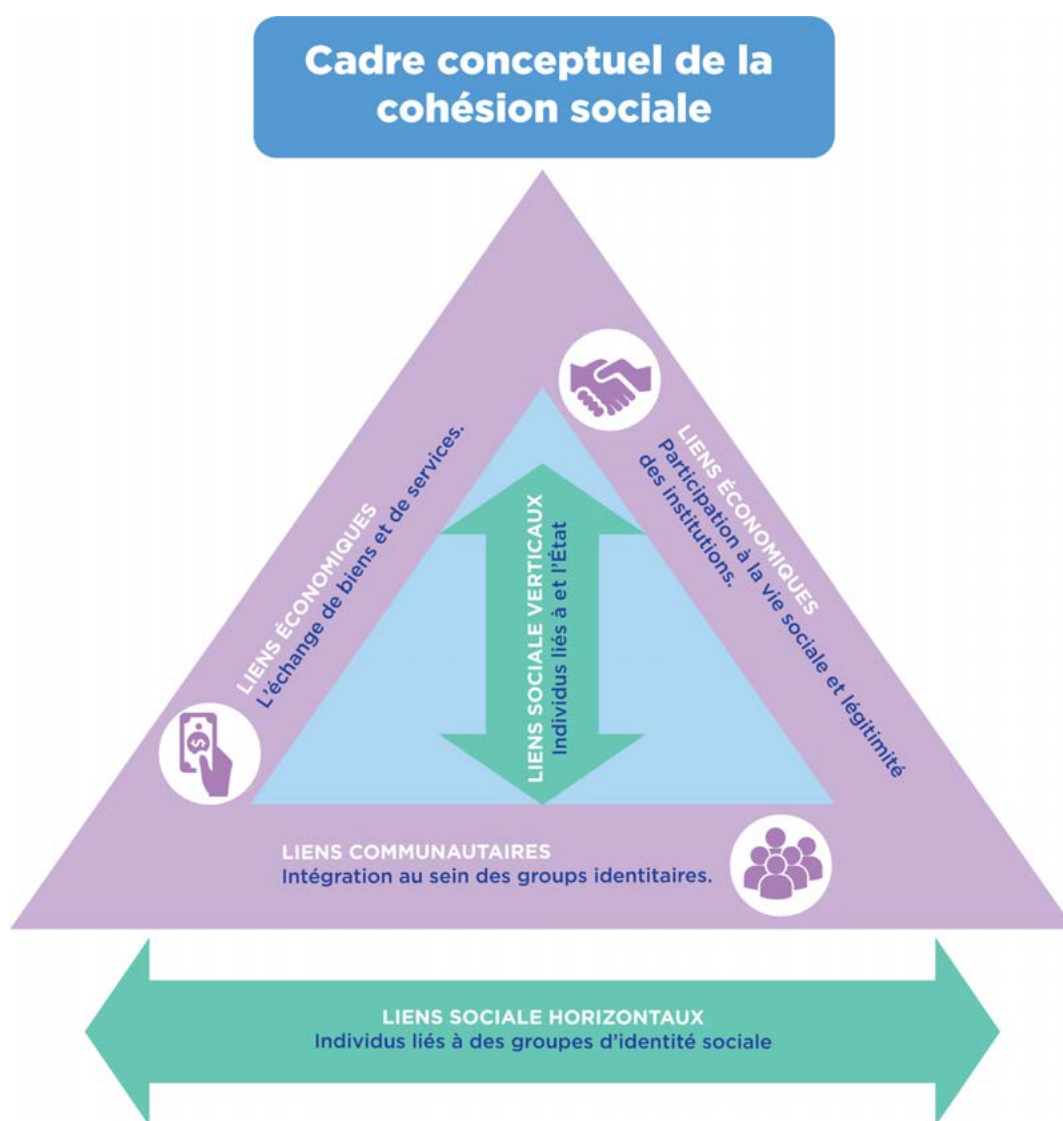 Cadre conceptuel de la
cohésion sociale
LIENS ÉCONOMIQUES
L'échange de biens et de services.
LIENS ÉCONOMIQUES
Participation à la vie sociale et légitimité
des institutions.
LIENS SOCIALE VERTICAUX
Individus liés à et l'État
$
LIENS COMMUNAUTAIRES
Intégration au sein des groups identitaires.
LIENS SOCIALE HORIZONTAUX
Individus liés à des groupes d'identité sociale